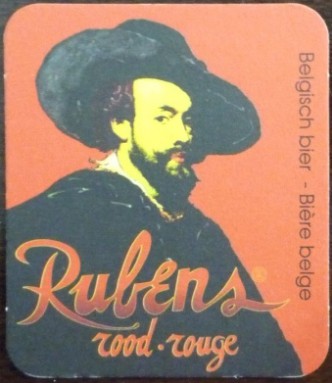 Belgisch bier - Bière belge
Rubens®
rood · rouge